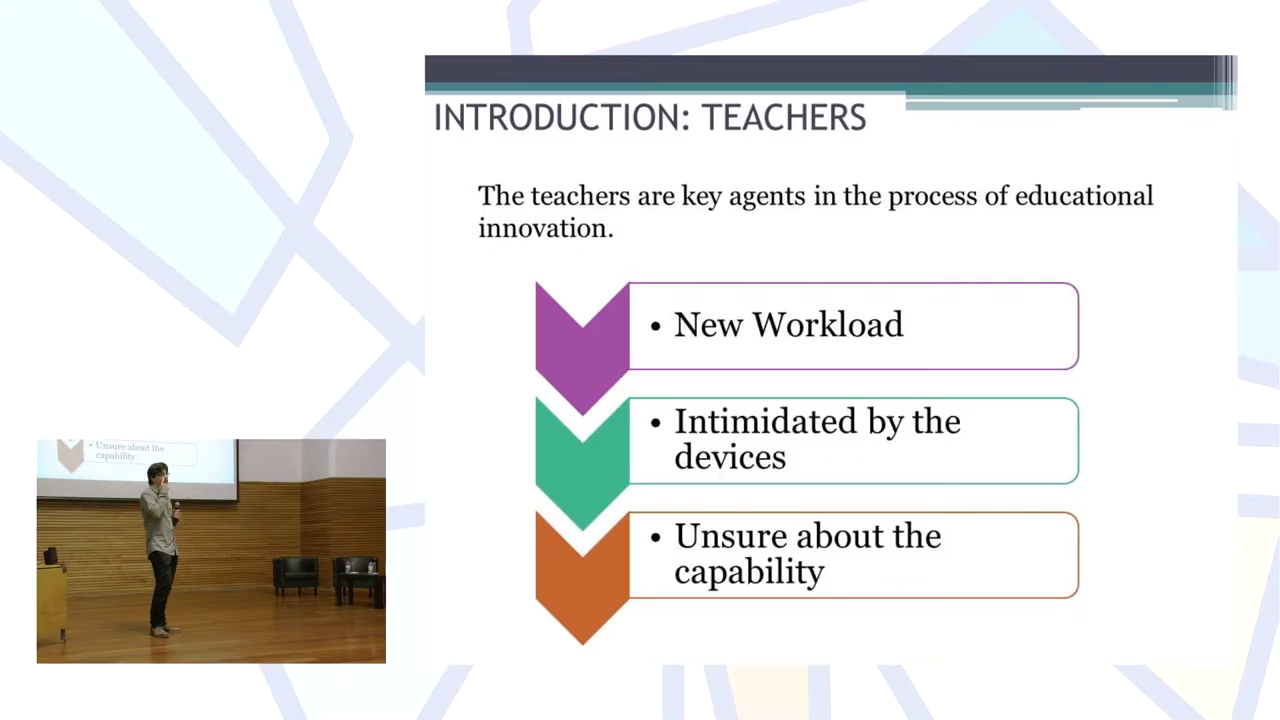 INTRODUCTION: TEACHERS
The teachers are key agents in the process of educational
innovation.
• New Workload
• Intimidated by the
devices
• Unsure about the
capability
• Unsure about the
capability